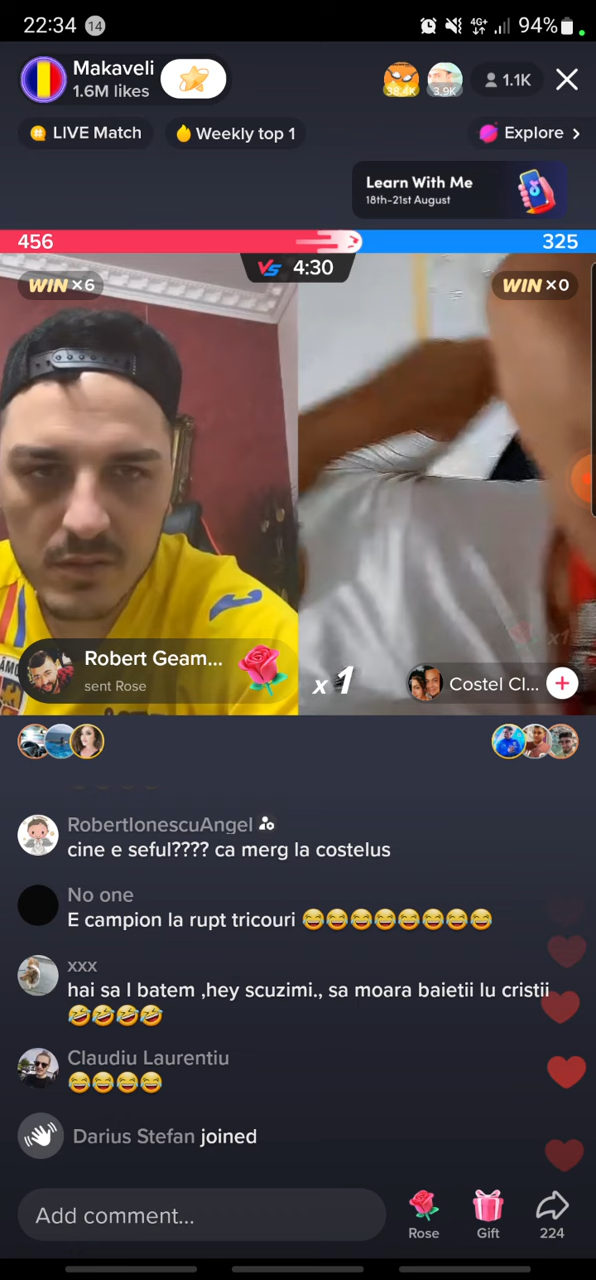 22:34 14 4G+ 94%
Makaveli
1.6M likes
38.4K 3.9K 1.1K
LIVE Match Weekly top 1 Explore
Learn With Me
18th-21st August
456 325
VS 4:30
WIN ×6 WIN ×0
x1
Robert Geam...
sent Rose
x 1
Costel Cl... +
RobertIonescuAngel
cine e seful???? ca merg la costelus
No one
E campion la rupt tricouri 😂😂😂😂😂😂😂😂
xxx
hai sa l batem ,hey scuzimi., sa moara baietii lu cristii
🤣🤣🤣🤣
Claudiu Laurentiu
😂😂😂😂
Darius Stefan joined
Add comment...
Rose Gift 224